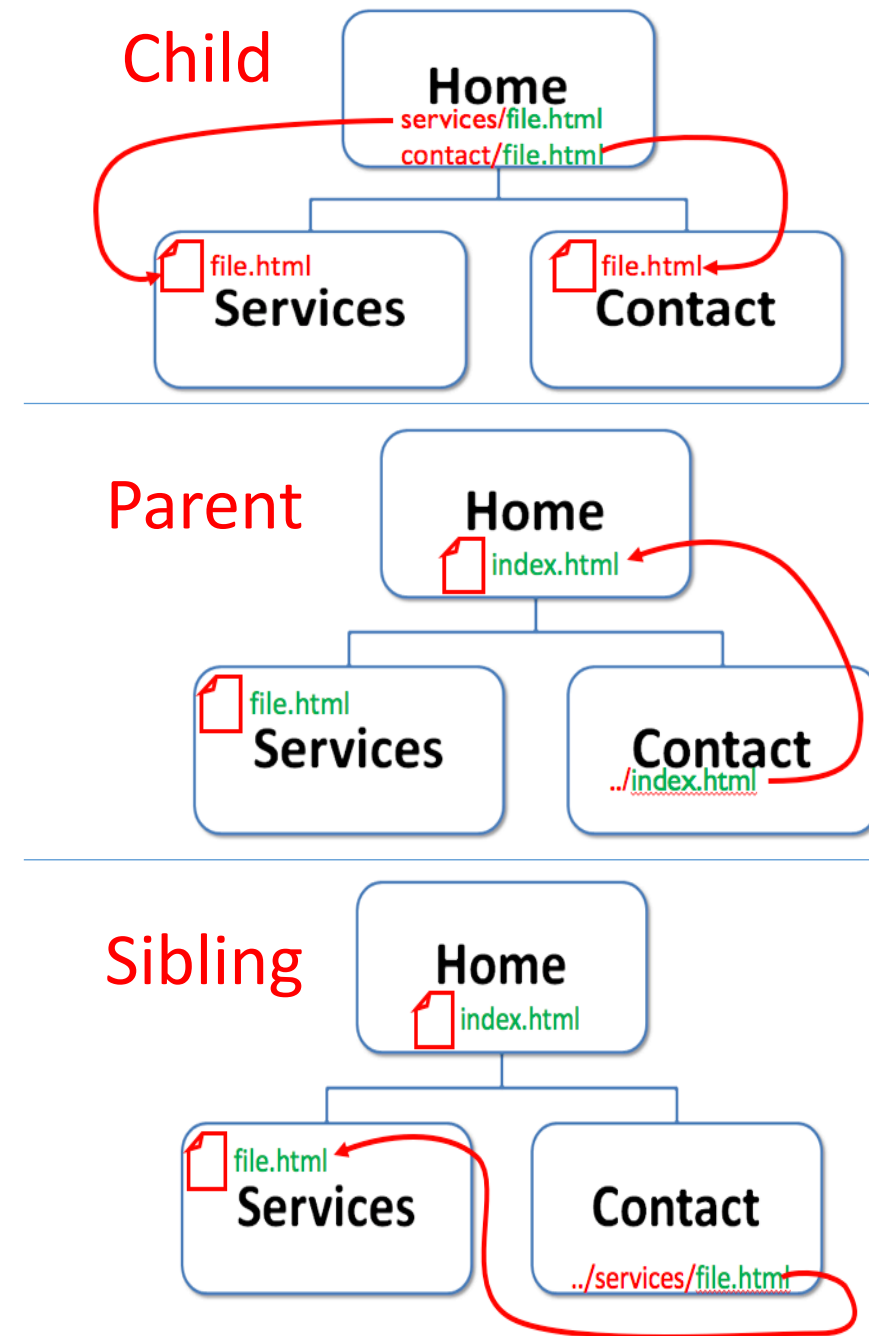 Child
Home
services/file.html
contact/file.html
file.html
Services
file.html
Contact
Parent
Home
index.html
file.html
Services
Contact
../index.html
Sibling
Home
index.html
file.html
Services
Contact
../services/file.html